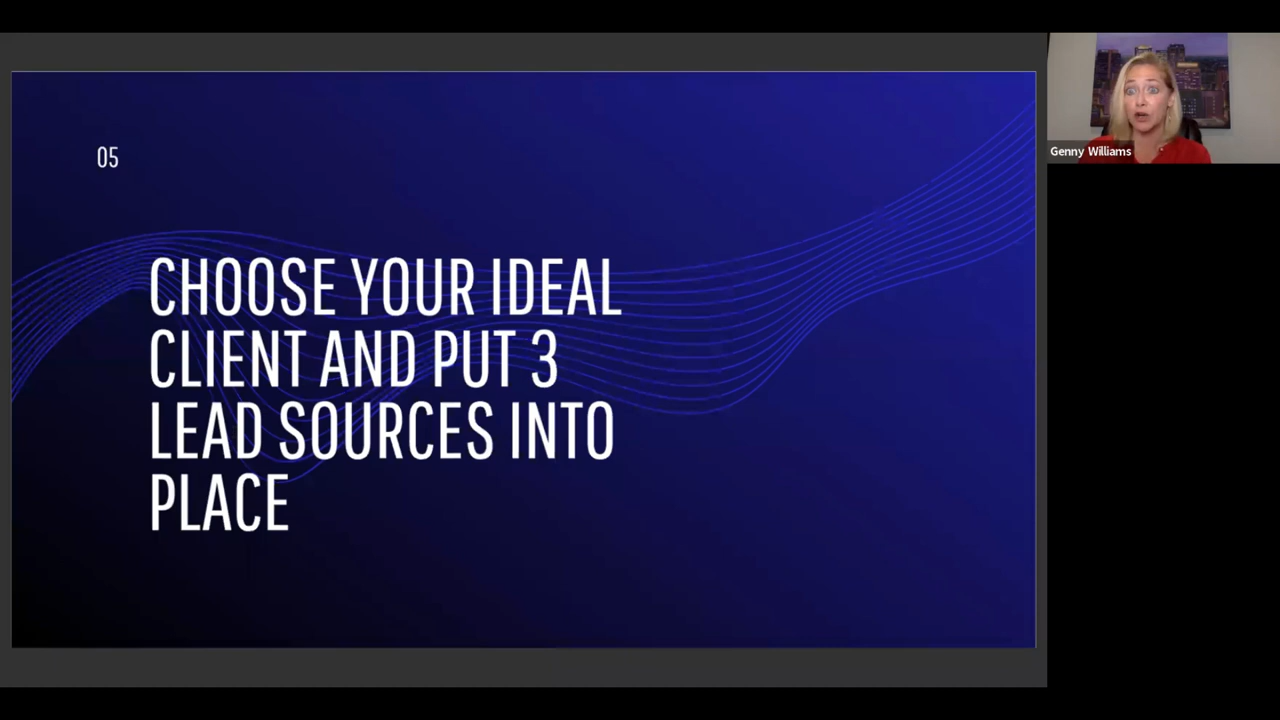 05
CHOOSE YOUR IDEAL
CLIENT AND PUT 3
LEAD SOURCES INTO
PLACE
Genny Williams